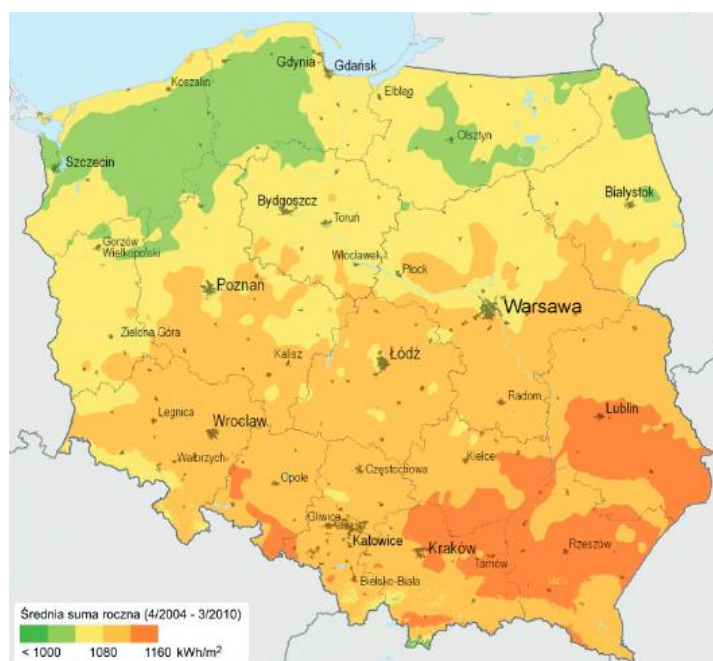 Gdynia
Gdańsk
Koszalin
Elbląg
Olsztyn
Szczecin
Białystok
Bydgoszcz
Toruń
Gorzów
Wielkopolski
Włocławek
Płock
Poznań
Warsawa
Zielona Góra
Kalisz
Łódź
Radom
Lublin
Legnica
Wrocław
Wałbrzych
Kielce
Częstochowa
Opole
Gliwice
Katowice
Kraków
Tarnów
Rzeszów
Bielsko-Biała
Średnia suma roczna (4/2004 - 3/2010)
< 1000 1080 1160 kWh/m²